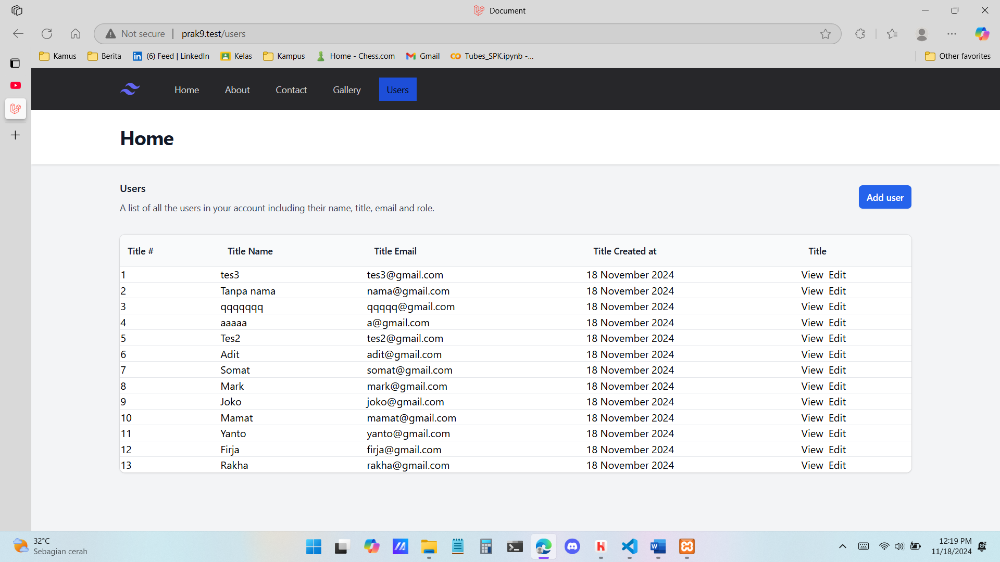 Document
Not secure prak9.test/users
Kamus Berita (6) Feed | LinkedIn Kelas Kampus Home - Chess.com Gmail Tubes_SPK.ipynb -... Other favorites
Home About Contact Gallery Users
Home
Users
Add user
A list of all the users in your account including their name, title, email and role.
Title # Title Name Title Email Title Created at Title
1 tes3 tes3@gmail.com 18 November 2024 View Edit
2 Tanpa nama nama@gmail.com 18 November 2024 View Edit
3 qqqqqqq qqqqq@gmail.com 18 November 2024 View Edit
4 aaaaa a@gmail.com 18 November 2024 View Edit
5 Tes2 tes2@gmail.com 18 November 2024 View Edit
6 Adit adit@gmail.com 18 November 2024 View Edit
7 Somat somat@gmail.com 18 November 2024 View Edit
8 Mark mark@gmail.com 18 November 2024 View Edit
9 Joko joko@gmail.com 18 November 2024 View Edit
10 Mamat mamat@gmail.com 18 November 2024 View Edit
11 Yanto yanto@gmail.com 18 November 2024 View Edit
12 Firja firja@gmail.com 18 November 2024 View Edit
13 Rakha rakha@gmail.com 18 November 2024 View Edit
32°C
Sebagian cerah
12:19 PM
11/18/2024